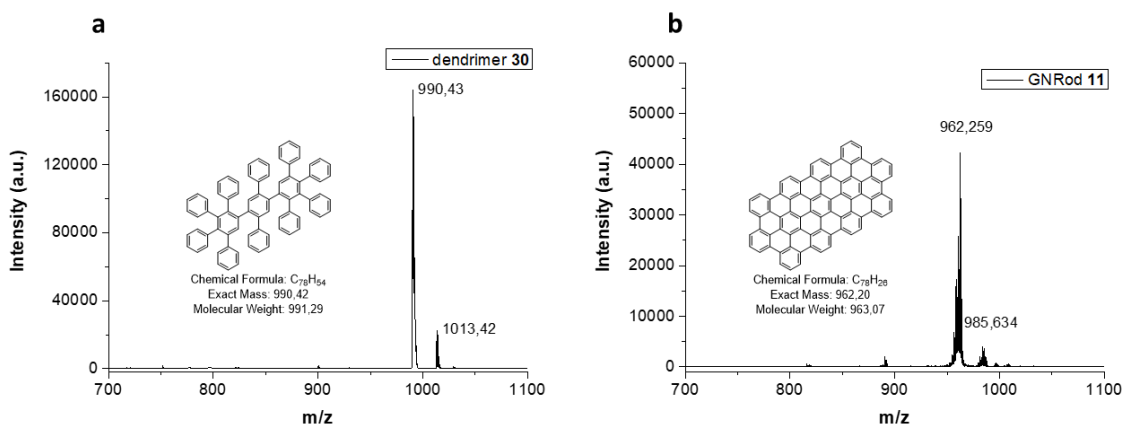 a
dendrimer 30
990,43
1013,42
160000
120000
80000
40000
0
700
800
900
1000
1100
Intensity (a.u.)
m/z
Chemical Formula: C₇₈H₅₄
Exact Mass: 990,42
Molecular Weight: 991,29
b
GNRod 11
962,259
985,634
60000
50000
40000
30000
20000
10000
0
700
800
900
1000
1100
Intensity (a.u.)
m/z
Chemical Formula: C₇₈H₂₆
Exact Mass: 962,20
Molecular Weight: 963,07